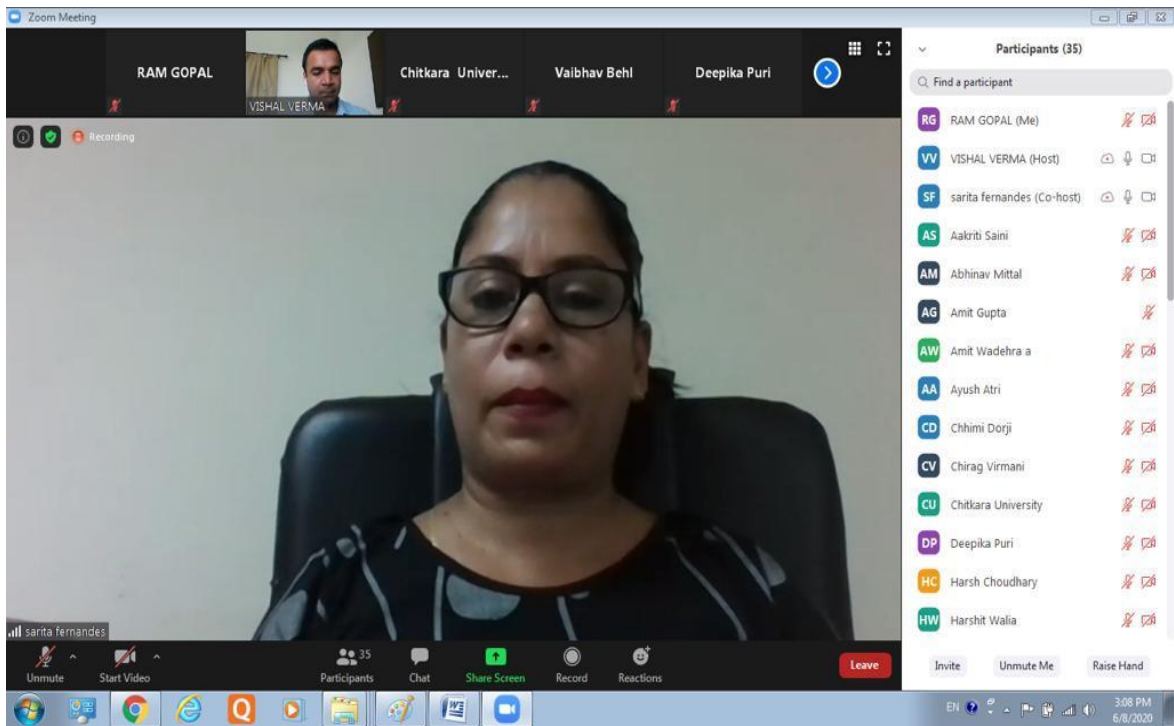 Zoom Meeting
RAM GOPAL
VISHAL VERMA
Chitkara Univer...
Vaibhav Behl
Deepika Puri
Recording
sarita fernandes
Participants (35)
Find a participant
RG RAM GOPAL (Me)
VV VISHAL VERMA (Host)
SF sarita fernandes (Co-host)
AS Aakriti Saini
AM Abhinav Mittal
AG Amit Gupta
AW Amit Wadehra a
AA Ayush Atri
CD Chhimi Dorji
CV Chirag Virmani
CU Chitkara University
DP Deepika Puri
HC Harsh Choudhary
HW Harshit Walia
Invite Unmute Me Raise Hand
Unmute Start Video Participants 35 Chat Share Screen Record Reactions Leave
EN 3:08 PM
6/8/2020